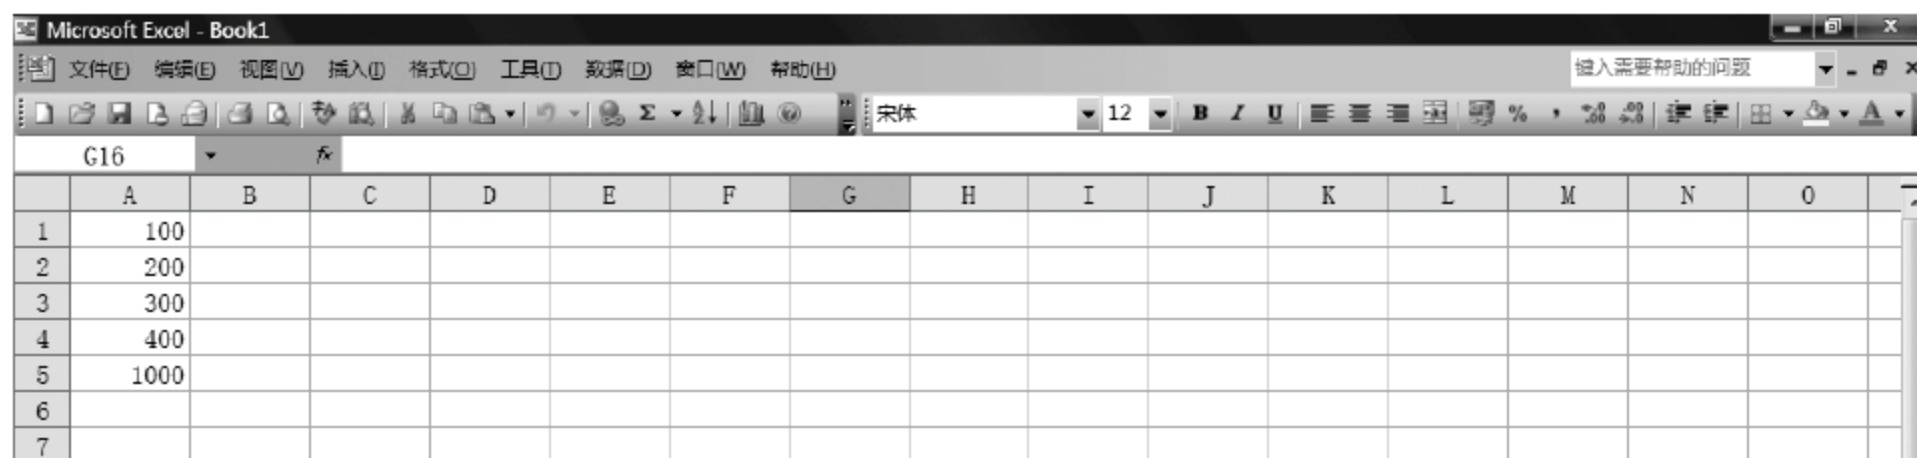 Microsoft Excel - Book1
文件(F) 编辑(E) 视图(V) 插入(I) 格式(O) 工具(T) 数据(D) 窗口(W) 帮助(H) 键入需要帮助的问题
宋体 12 B I U % , A
G16 fx
A B C D E F G H I J K L M N O
1 100
2 200
3 300
4 400
5 1000
6
7